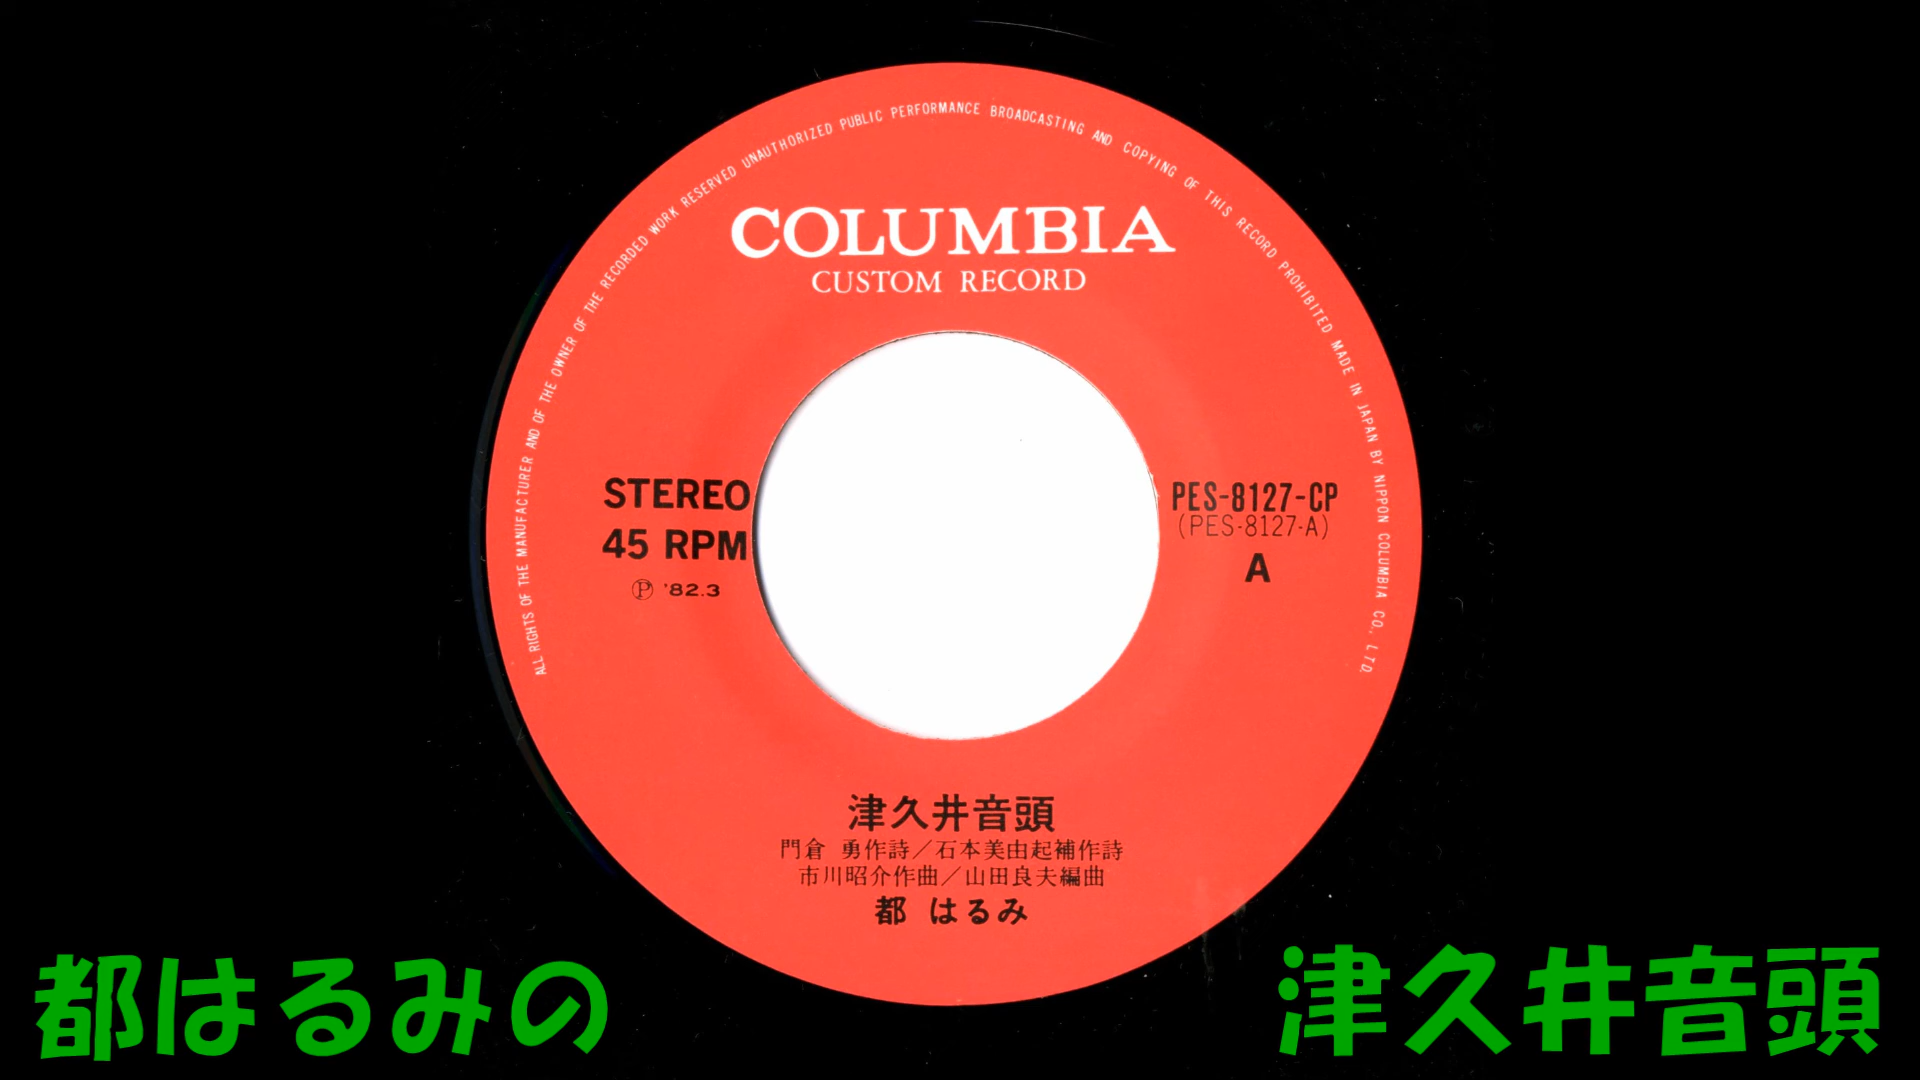 ALL RIGHTS OF THE MANUFACTURER AND OF THE OWNER OF THE RECORDED WORK RESERVED UNAUTHORIZED PUBLIC PERFORMANCE BROADCASTING AND COPYING OF THIS RECORD PROHIBITED MADE IN JAPAN BY NIPPON COLUMBIA CO., LTD.
COLUMBIA
CUSTOM RECORD
STEREO
45 RPM
Ⓟ '82.3
PES-8127-CP
(PES-8127-A)
A
津久井音頭
門倉 勇作詩／石本美由起補作詩
市川昭介作曲／山田良夫編曲
都 はるみ
都はるみの
津久井音頭